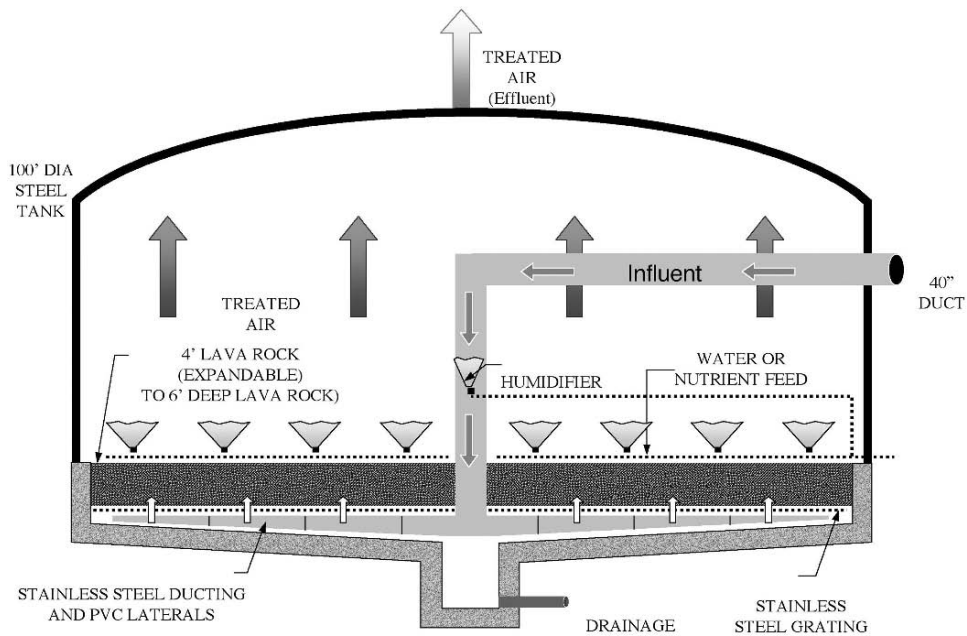 TREATED
AIR
(Effluent)
100' DIA
STEEL
TANK
Influent
40"
DUCT
TREATED
AIR
4' LAVA ROCK
(EXPANDABLE)
TO 6' DEEP LAVA ROCK)
HUMIDIFIER
WATER OR
NUTRIENT FEED
STAINLESS STEEL DUCTING
AND PVC LATERALS
DRAINAGE
STAINLESS
STEEL GRATING